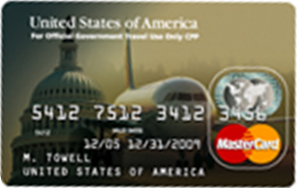 United States of America
For Official Government Travel Use Only CPP
5412 7512 3412 3456
12/05 12/31/2009
MasterCard
M. TOWELL
UNITED STATES OF AMERICA